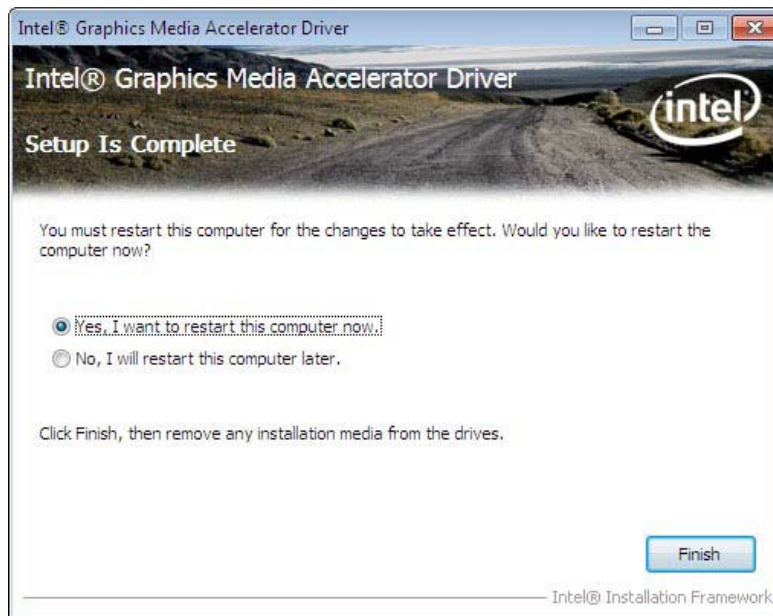 Intel® Graphics Media Accelerator Driver
Intel® Graphics Media Accelerator Driver
intel
Setup Is Complete
You must restart this computer for the changes to take effect. Would you like to restart the
computer now?
Yes, I want to restart this computer now.
No, I will restart this computer later.
Click Finish, then remove any installation media from the drives.
Finish
Intel® Installation Framework